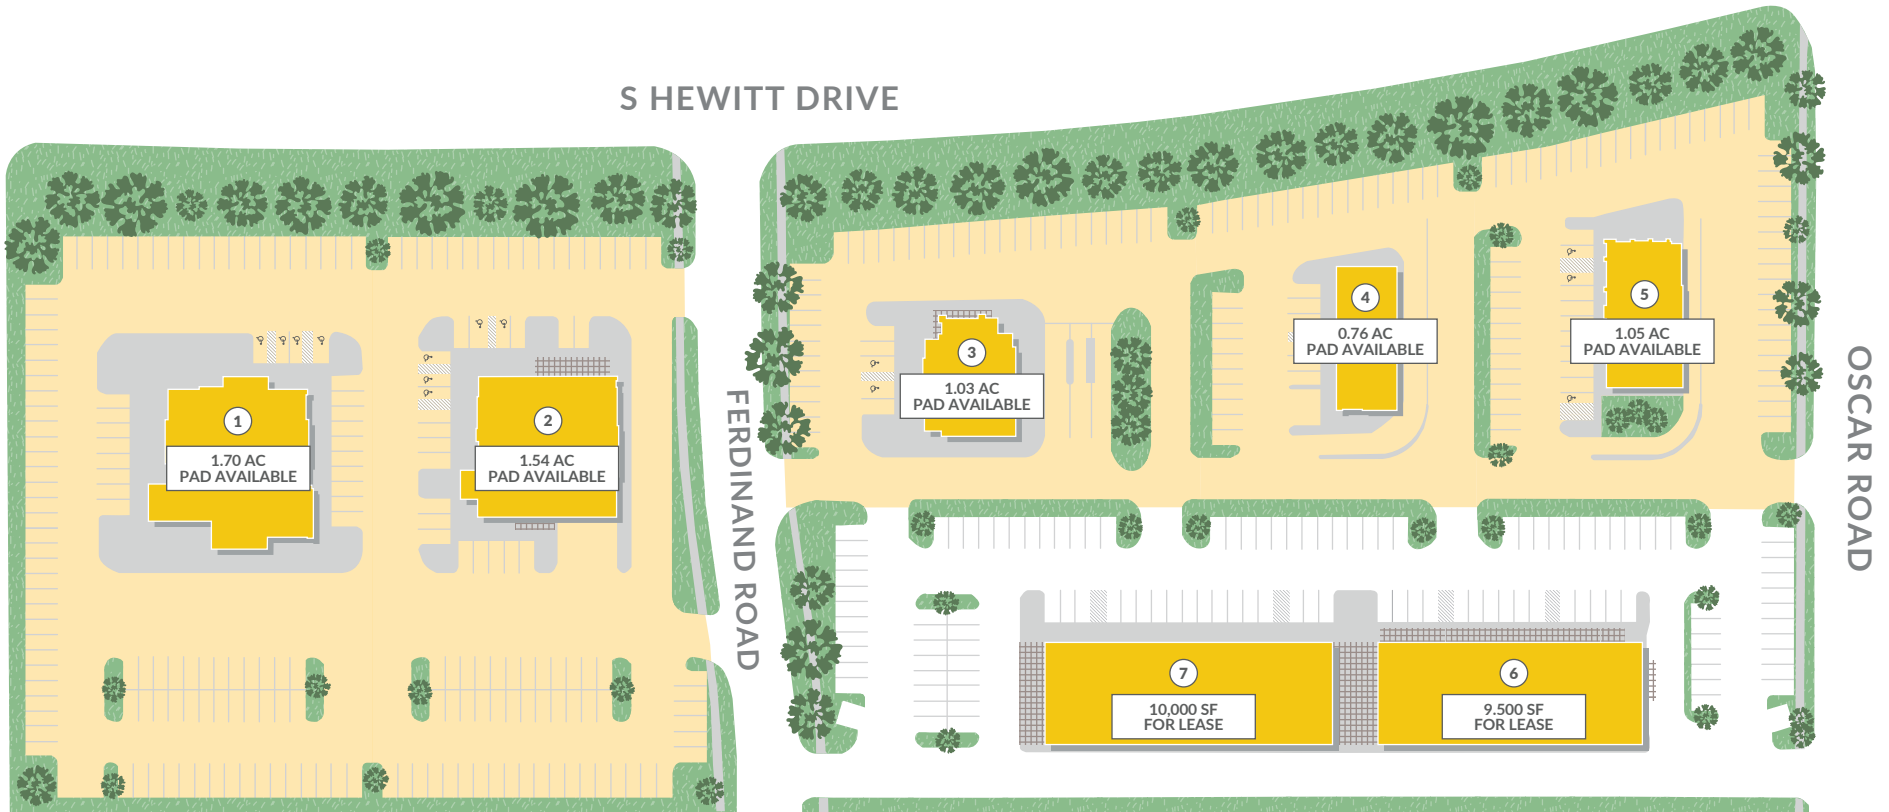 S HEWITT DRIVE
1
1.70 AC
PAD AVAILABLE
2
1.54 AC
PAD AVAILABLE
FERDINAND ROAD
3
1.03 AC
PAD AVAILABLE
4
0.76 AC
PAD AVAILABLE
5
1.05 AC
PAD AVAILABLE
OSCAR ROAD
7
10,000 SF
FOR LEASE
6
9.500 SF
FOR LEASE